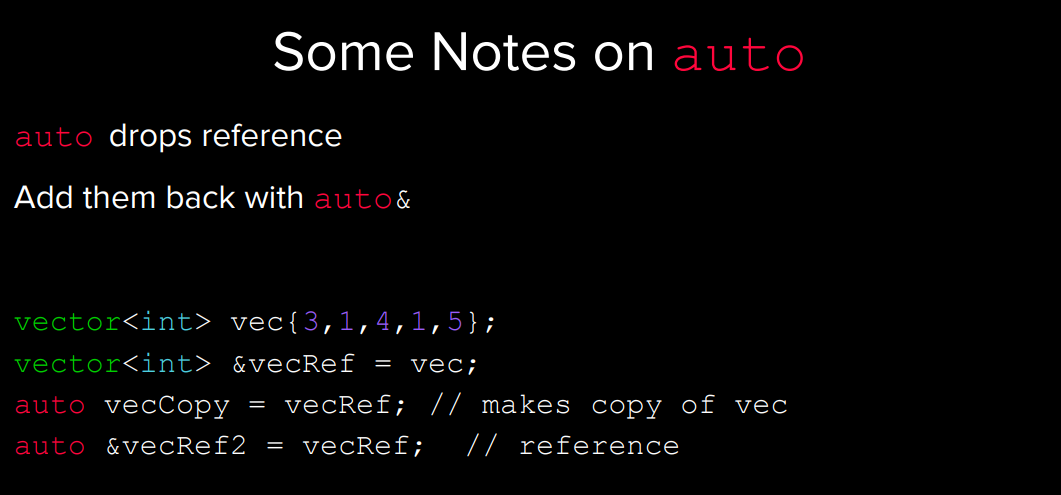 Some Notes on auto
auto drops reference
Add them back with auto&
vector<int> vec{3,1,4,1,5};
vector<int> &vecRef = vec;
auto vecCopy = vecRef; // makes copy of vec
auto &vecRef2 = vecRef;  // reference